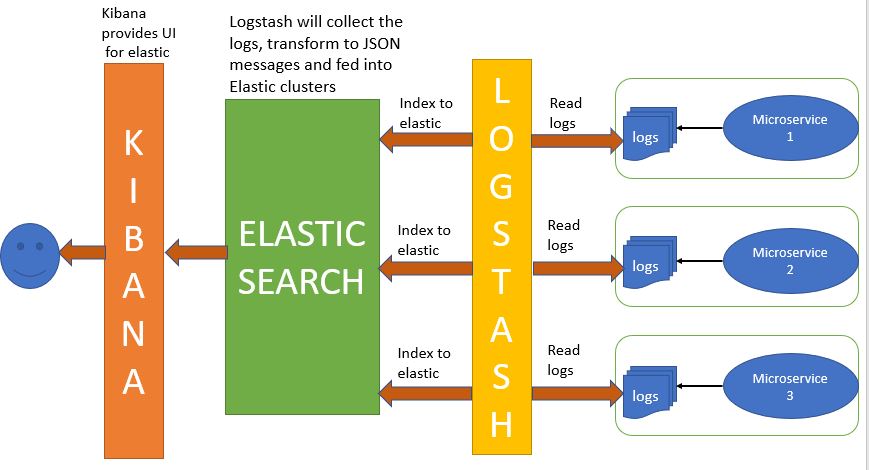 Kibana
provides UI
for elastic
Logstash will collect the
logs, transform to JSON
messages and fed into
Elastic clusters
KIBANA
ELASTIC
SEARCH
LOGSTASH
Index to
elastic
Read
logs
logs
Microservice
1
Index to
elastic
Read
logs
logs
Microservice
2
Index to
elastic
Read
logs
logs
Microservice
3